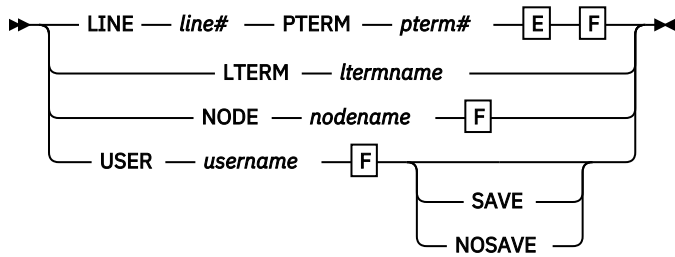 LINE line# PTERM pterm# E F
LTERM ltermname
NODE nodename F
USER username F
SAVE
NOSAVE